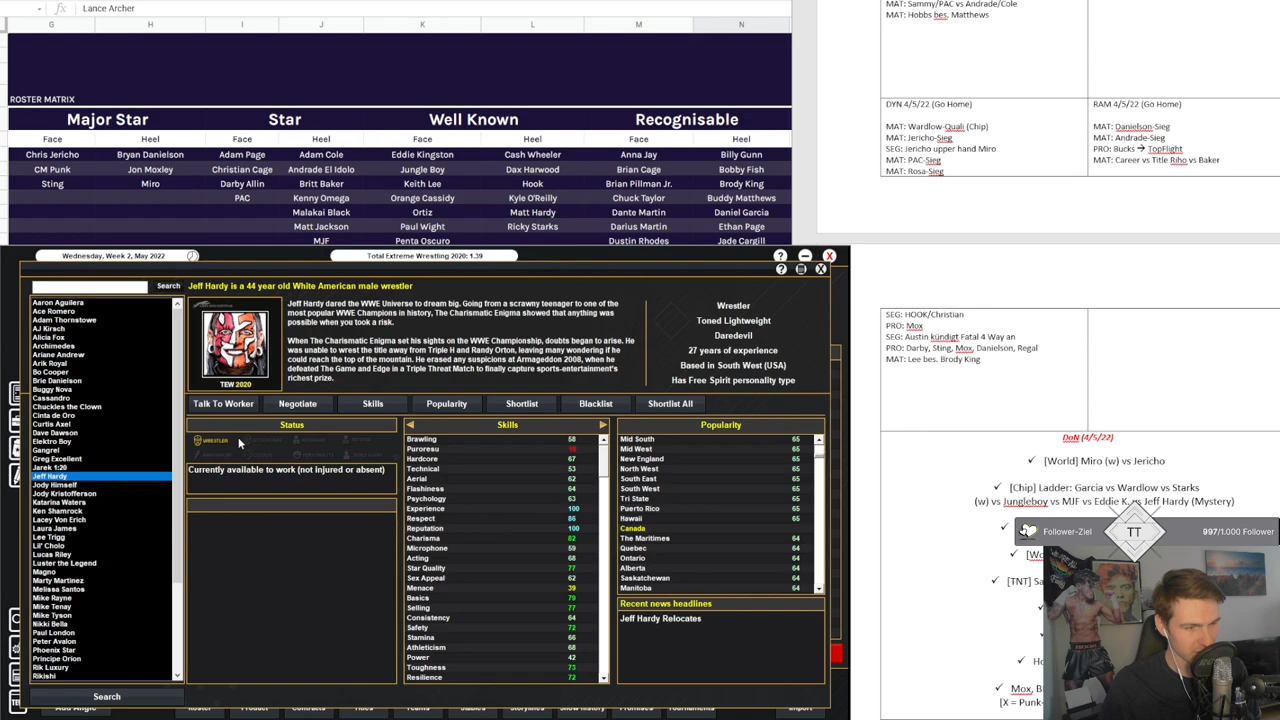 fx Lance Archer
G H I J K L M N
ROSTER MATRIX
Major Star Star Well Known Recognisable
Face Heel Face Heel Face Heel Face Heel
Chris Jericho Bryan Danielson Adam Page Adam Cole Eddie Kingston Cash Wheeler Anna Jay Billy Gunn
CM Punk Jon Moxley Christian Cage Andrade El Idolo Jungle Boy Dax Harwood Brian Cage Bobby Fish
Sting Miro Darby Allin Britt Baker Keith Lee Hook Brian Pillman Jr. Brody King
PAC Kenny Omega Orange Cassidy Kyle O'Reilly Chuck Taylor Buddy Matthews
Malakai Black Ortiz Matt Hardy Dante Martin Daniel Garcia
Matt Jackson Paul Wight Ricky Starks Darius Martin Ethan Page
MJF Penta Oscuro Dustin Rhodes Jade Cargill
MAT: Sammy/PAC vs Andrade/Cole
MAT: Hobbs bes, Matthews
DYN 4/5/22 (Go Home) RAM 4/5/22 (Go Home)
MAT: Wardlow-Quali (Chip) MAT: Danielson-Sieg
MAT: Jericho-Sieg MAT: Andrade-Sieg
SEG: Jericho upper hand Miro PRO: Bucks → TopFlight
MAT: PAC-Sieg MAT: Career vs Title Riho vs Baker
MAT: Rosa-Sieg
Wednesday, Week 2, May 2022 Total Extreme Wrestling 2020: 1.39 ? X
? X
Search Jeff Hardy is a 44 year old White American male wrestler
Aaron Aguilera
Ace Romero
Adam Thornstowe
AJ Kirsch
Alicia Fox
Archimedes
Ariane Andrew
Arik Royal
Bo Cooper
Brie Danielson
Buggy Nova
Cassandro
Chuckles the Clown
Cinta de Oro
Curtis Axel
Dave Dawson
Elektro Boy
Gangrel
Greg Excellent
Jarek 1:20
Jeff Hardy
Jody Himself
Jody Kristofferson
Katarina Waters
Ken Shamrock
Lacey Von Erich
Laura James
Lee Trigg
Lil' Cholo
Lucas Riley
Luster the Legend
Magno
Marty Martinez
Melissa Santos
Mike Rayne
Mike Tenay
Mike Tyson
Nikki Bella
Paul London
Peter Avalon
Phoenix Star
Principe Orion
Rik Luxury
Rikishi
Search
TEW 2020
Jeff Hardy dared the WWE Universe to dream big. Going from a scrawny teenager to one of the
most popular WWE Champions in history, The Charismatic Enigma showed that anything was
possible when you took a risk.
When The Charismatic Enigma set his sights on the WWE Championship, doubts began to arise. He
was unable to wrest the title away from Triple H and Randy Orton, leaving many wondering if he
could reach the top of the mountain. He erased any suspicions at Armageddon 2008, when he
defeated The Game and Edge in a Triple Threat Match to finally capture sports-entertainment's
richest prize.
Wrestler
Toned Lightweight
Daredevil
27 years of experience
Based in South West (USA)
Has Free Spirit personality type
Talk To Worker Negotiate Skills Popularity Shortlist Blacklist Shortlist All
Status
WRESTLER
Currently available to work (not injured or absent)
Skills
Brawling 58
Puroresu
Hardcore 67
Technical 53
Aerial 62
Flashiness 64
Psychology 63
Experience 100
Respect 86
Reputation 100
Charisma 82
Microphone 59
Acting 68
Star Quality 77
Sex Appeal 62
Menace 39
Basics 79
Selling 77
Consistency 64
Safety 72
Stamina 66
Athleticism 68
Power 42
Toughness 73
Resilience 72
Popularity
Mid South 65
Mid West 65
New England 65
North West 65
South East 65
South West 65
Tri State 65
Puerto Rico 65
Hawaii 65
Canada
The Maritimes 64
Quebec 64
Ontario 64
Alberta 64
Saskatchewan 64
Manitoba 64
Recent news headlines
Jeff Hardy Relocates
SEG: HOOK/Christian
PRO: Mox
SEG: Austin kündigt Fatal 4 Way an
PRO: Darby, Sting, Mox, Danielson, Regal
MAT: Lee bes. Brody King
DoN (4/5/22)
✓ [World] Miro (w) vs Jericho
✓ [Chip] Ladder: Garcia vs Wardlow vs Starks
(w) vs Jungleboy vs MJF vs Eddie K. vs Jeff Hardy (Mystery)
Follower-Ziel TT 997/1.000 Follower
✓ [Wo
✓ [TNT] Sa
✓ Ho
✓ Mox, B
[X = Punk-